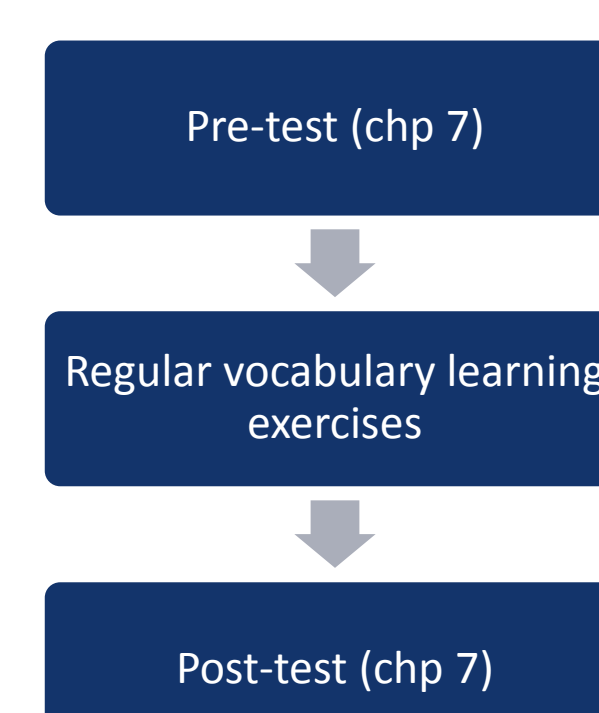 Pre-test (chp 7)
Regular vocabulary learning
exercises
Post-test (chp 7)